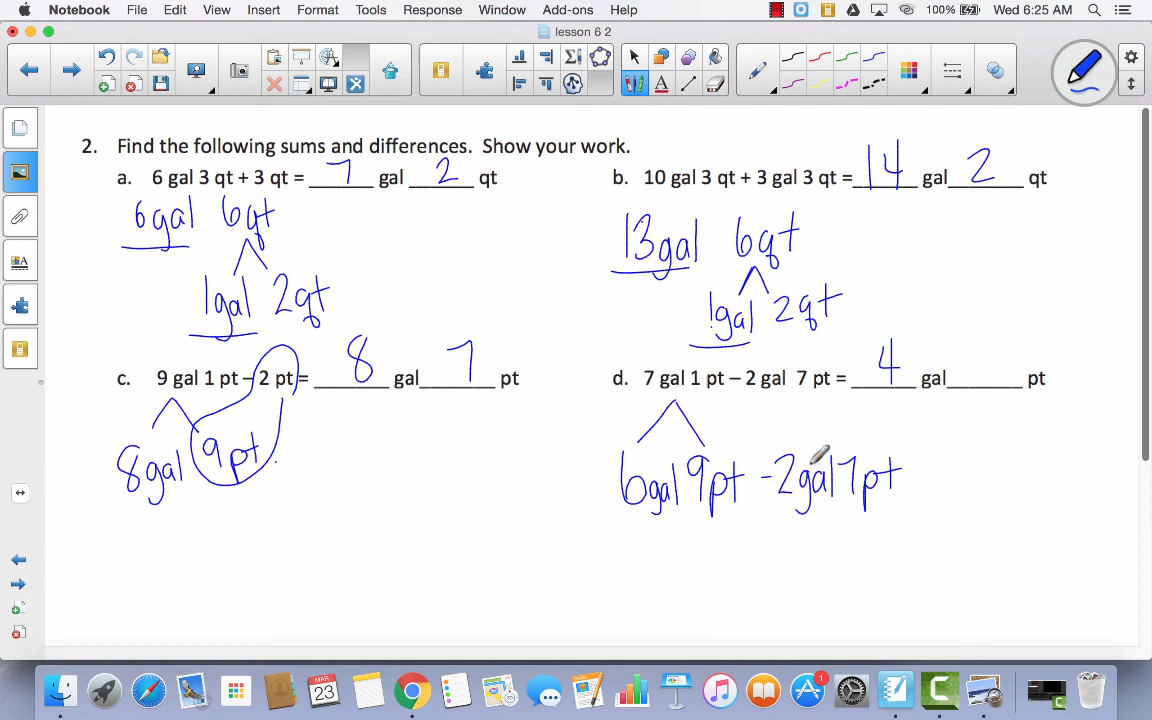 Notebook File Edit View Insert Format Tools Response Window Add-ons Help 100% Wed 6:25 AM
lesson 6 2
2. Find the following sums and differences. Show your work.
a. 6 gal 3 qt + 3 qt = 7 gal 2 qt
6gal 6qt
1gal 2qt
b. 10 gal 3 qt + 3 gal 3 qt = 14 gal 2 qt
13gal 6qt
1gal 2qt
c. 9 gal 1 pt – 2 pt = 8 gal 7 pt
8gal 9pt
d. 7 gal 1 pt – 2 gal 7 pt = 4 gal ______ pt
6gal 9pt - 2gal 7pt
MAR
23
1